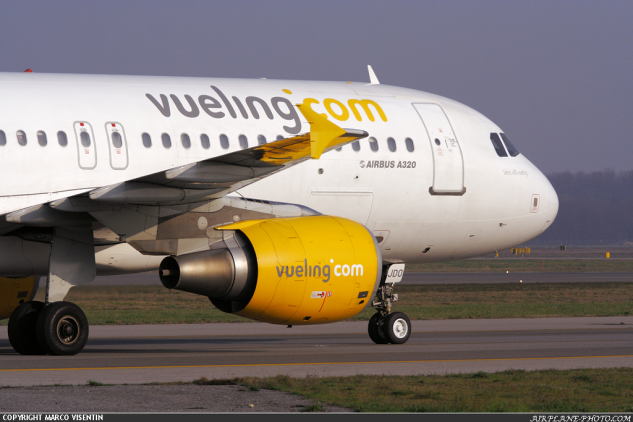 vueling.com
AIRBUS A320
vueling.com
JDO
COPYRIGHT MARCO VISENTIN
AIRPLANE-PHOTO.COM